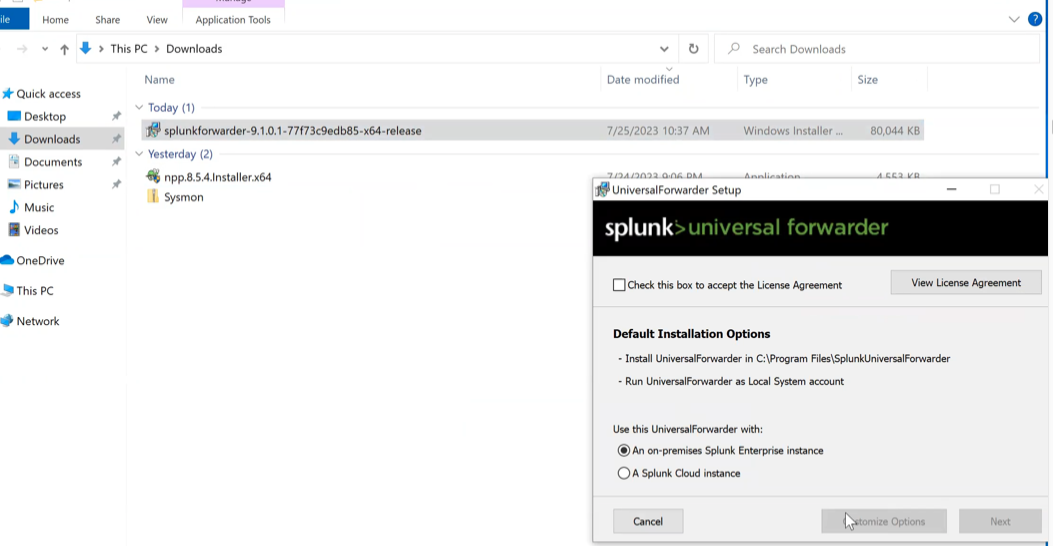 Manage
ile Home Share View Application Tools
?
This PC > Downloads
Search Downloads
Name Date modified Type Size
Quick access
Today (1)
Desktop
splunkforwarder-9.1.0.1-77f73c9edb85-x64-release 7/25/2023 10:37 AM Windows Installer ... 80,044 KB
Downloads
Yesterday (2)
Documents
npp.8.5.4.Installer.x64 7/24/2023 9:06 PM Application 4,553 KB
Pictures
Sysmon
Music
Videos
OneDrive
This PC
Network
UniversalForwarder Setup
splunk>universal forwarder
Check this box to accept the License Agreement
View License Agreement
Default Installation Options
- Install UniversalForwarder in C:\Program Files\SplunkUniversalForwarder
- Run UniversalForwarder as Local System account
Use this UniversalForwarder with:
An on-premises Splunk Enterprise instance
A Splunk Cloud instance
Cancel Customize Options Next